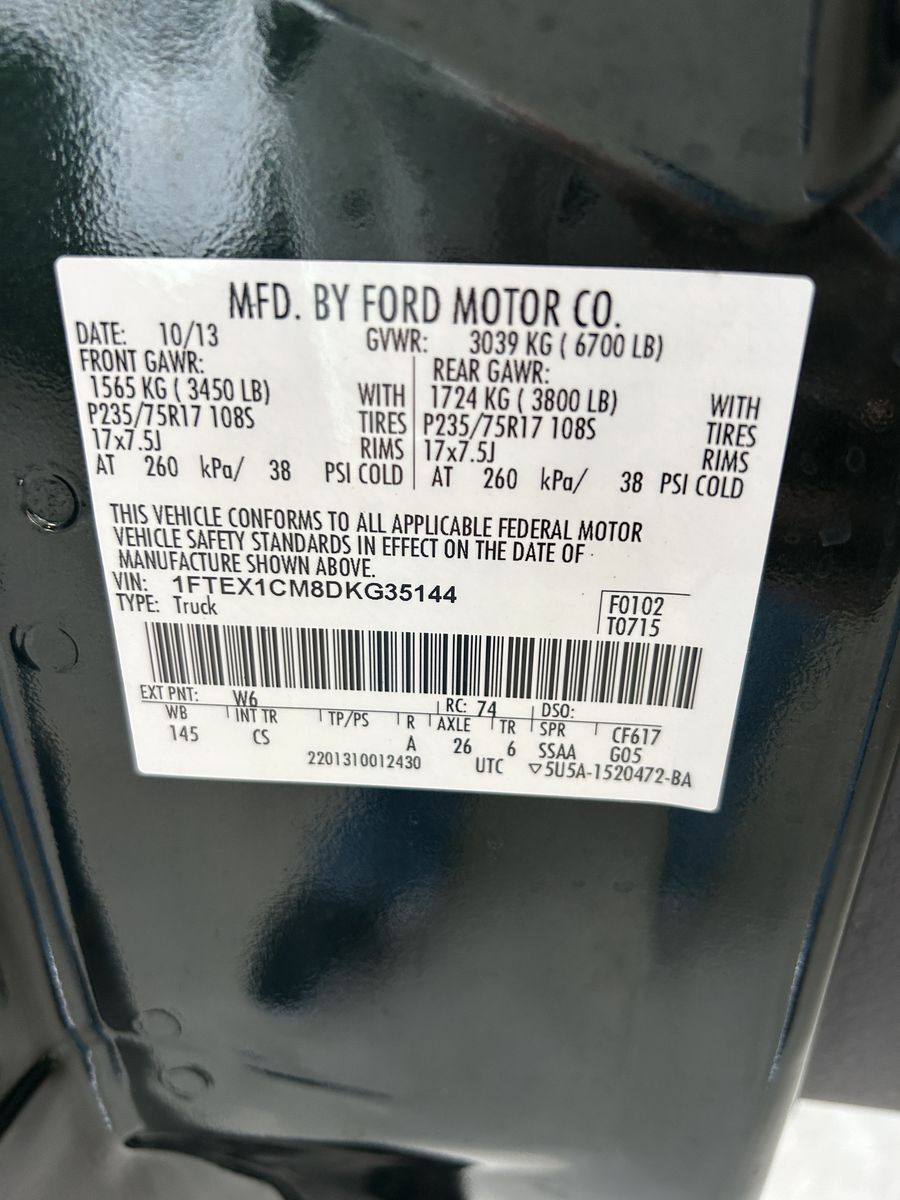 MFD. BY FORD MOTOR CO.
DATE: 10/13 GVWR: 3039 KG ( 6700 LB)
FRONT GAWR: REAR GAWR:
1565 KG ( 3450 LB) WITH 1724 KG ( 3800 LB) WITH
P235/75R17 108S TIRES P235/75R17 108S TIRES
17x7.5J RIMS 17x7.5J RIMS
AT 260 kPa/ 38 PSI COLD AT 260 kPa/ 38 PSI COLD
THIS VEHICLE CONFORMS TO ALL APPLICABLE FEDERAL MOTOR
VEHICLE SAFETY STANDARDS IN EFFECT ON THE DATE OF
MANUFACTURE SHOWN ABOVE.
VIN: 1FTEX1CM8DKG35144
TYPE: Truck F0102
T0715
EXT PNT: W6 RC: 74 DSO:
WB INT TR TP/PS R AXLE TR SPR CF617
145 CS A 26 6 SSAA G05
2201310012430 UTC ▽5U5A-1520472-BA